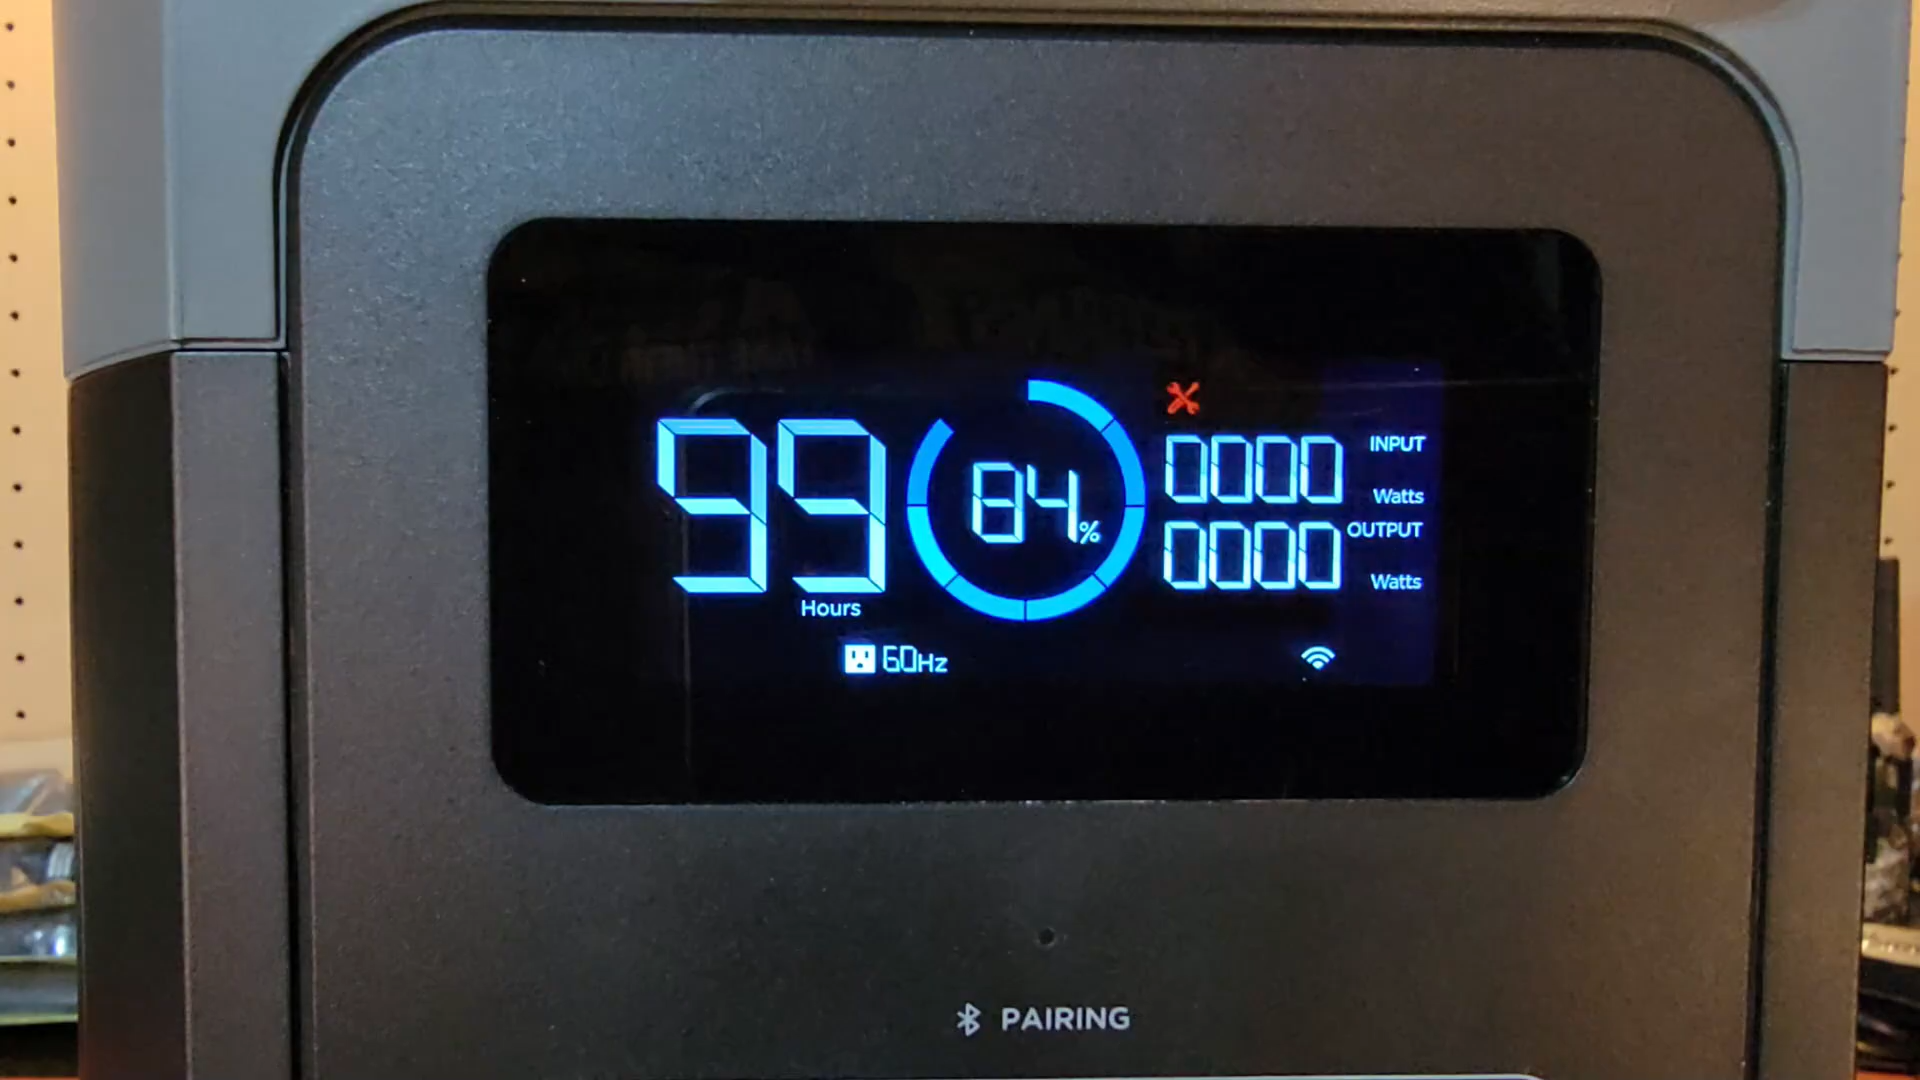 99
Hours
84%
0000
INPUT
Watts
0000
OUTPUT
Watts
60Hz
PAIRING